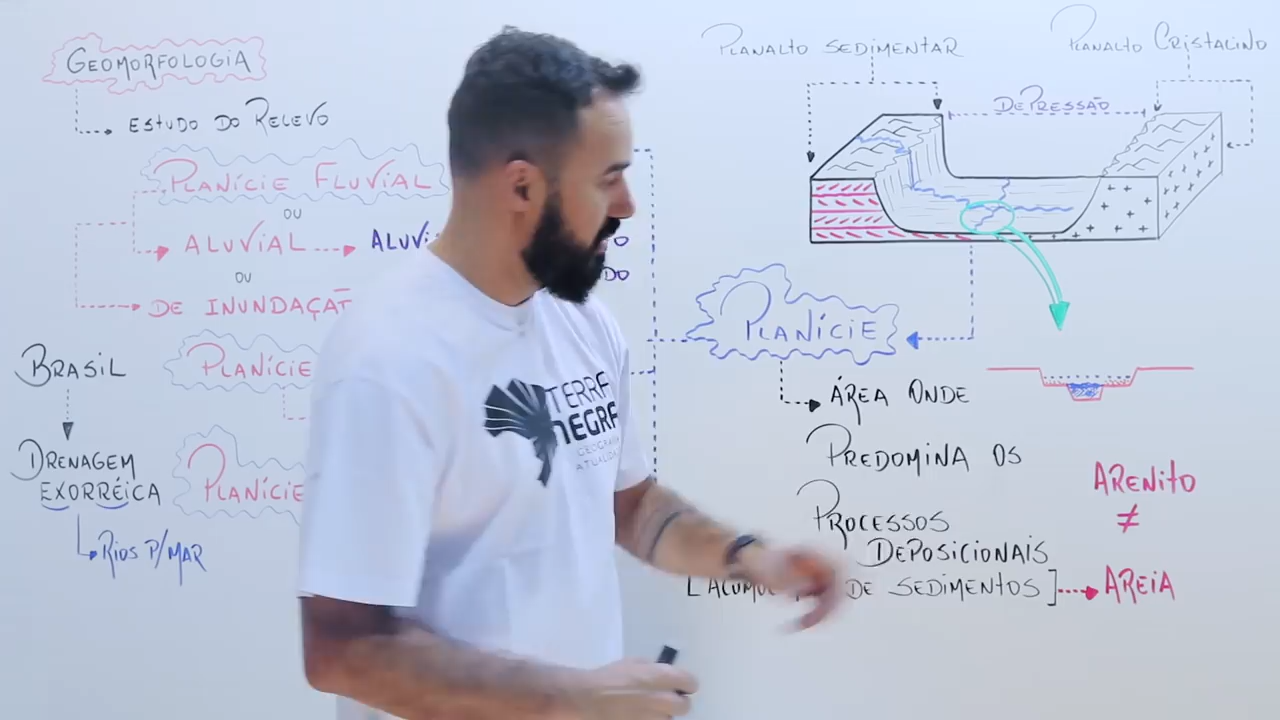 GEOMORFOLOGIA
ESTUDO DO RELEVO
PLANÍCIE FLUVIAL
OU
ALUVIAL
OU
DE INUNDAÇÃ
BRASIL
PLANÍCIE
DRENAGEM
EXORRÉICA
PLANÍCIE
RIOS P/MAR
TERRA
NEGRA
PLANALTO SEDIMENTAR
PLANALTO CRISTALINO
DEPRESSÃO
PLANÍCIE
ÁREA ONDE
PREDOMINA OS
PROCESSOS
DEPOSICIONAIS
DE SEDIMENTOS]
ARENITO
≠
AREIA